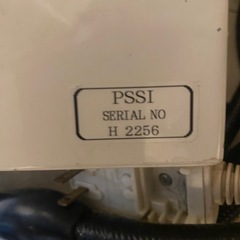 PSSI
SERIAL NO
H 2256